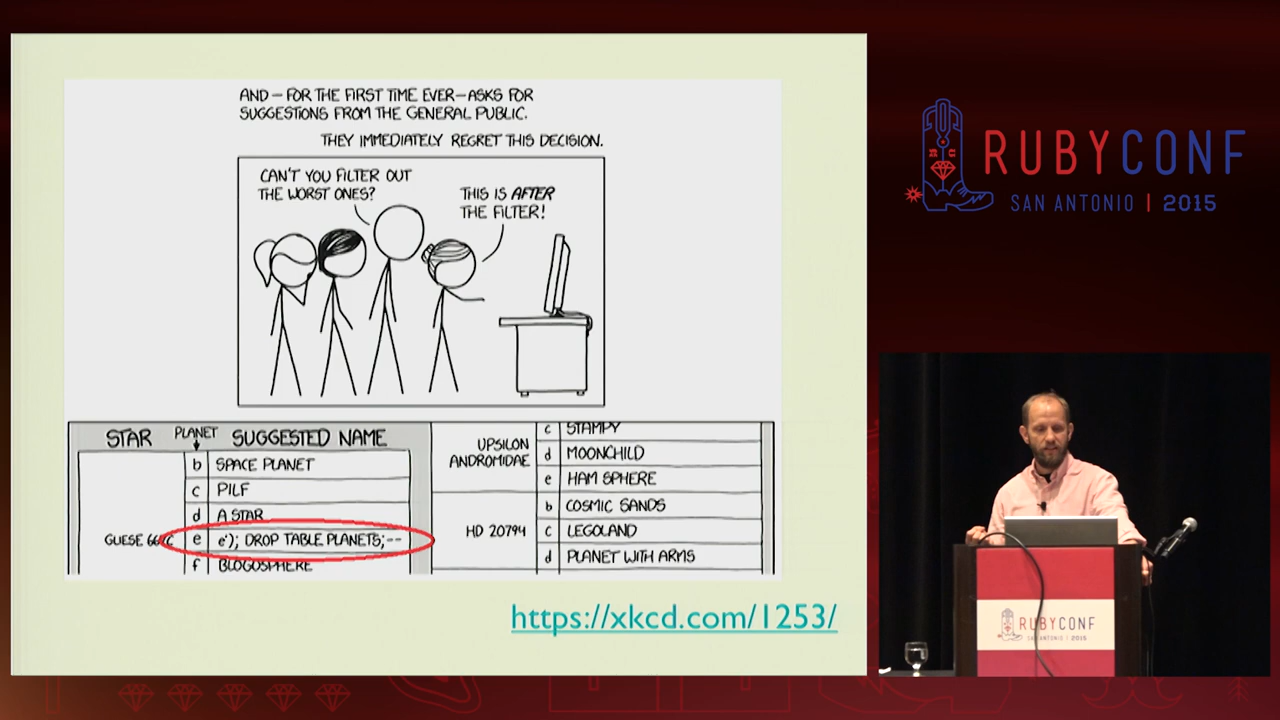 AND — FOR THE FIRST TIME EVER — ASKS FOR
SUGGESTIONS FROM THE GENERAL PUBLIC.
THEY IMMEDIATELY REGRET THIS DECISION.
CAN'T YOU FILTER OUT
THE WORST ONES?
THIS IS AFTER
THE FILTER!
STAR
PLANET
SUGGESTED NAME
b SPACE PLANET
c PILF
d A STAR
e e'); DROP TABLE PLANETS;--
f BLOGOSPHERE
UPSILON
ANDROMIDAE
c STAMPY
d MOONCHILD
e HAM SPHERE
HD 20794
b COSMIC SANDS
c LEGOLAND
d PLANET WITH ARMS
https://xkcd.com/1253/
RUBYCONF
SAN ANTONIO | 2015
RUBYCONF
SAN ANTONIO | 2015